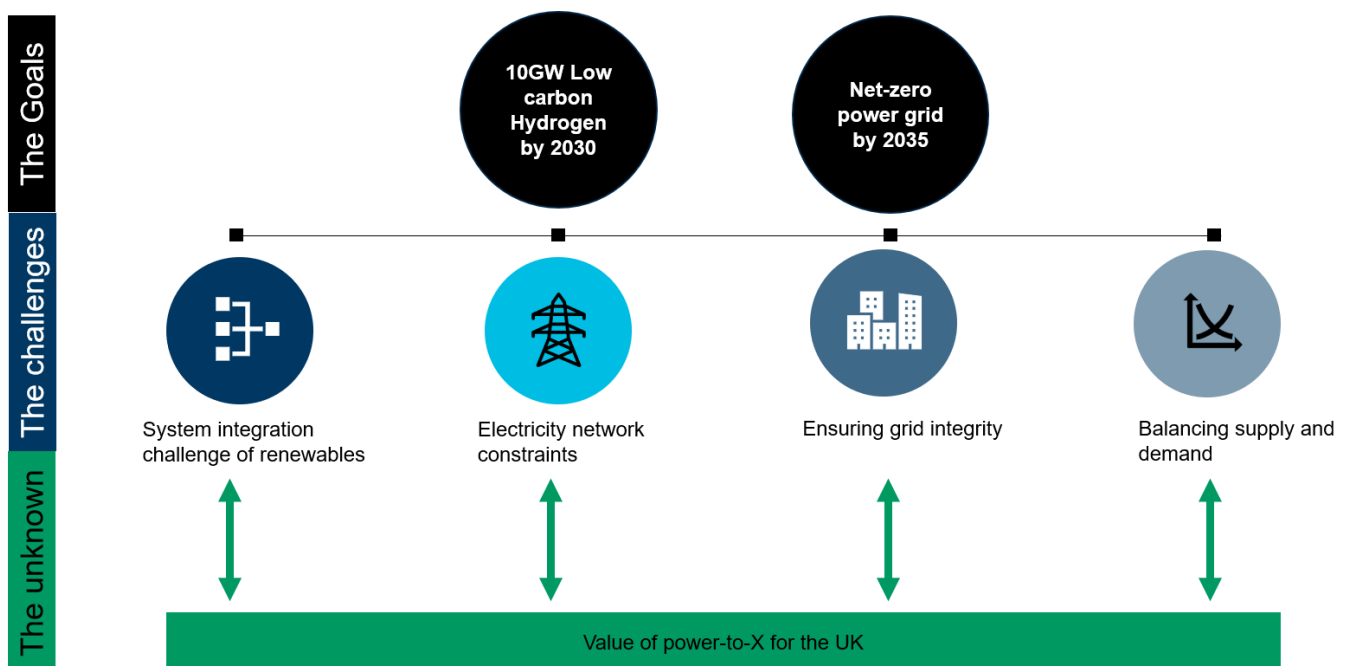 The Goals
10GW Low
carbon
Hydrogen
by 2030
Net-zero
power grid
by 2035
The challenges
System integration
challenge of renewables
Electricity network
constraints
Ensuring grid integrity
Balancing supply and
demand
The unknown
Value of power-to-X for the UK